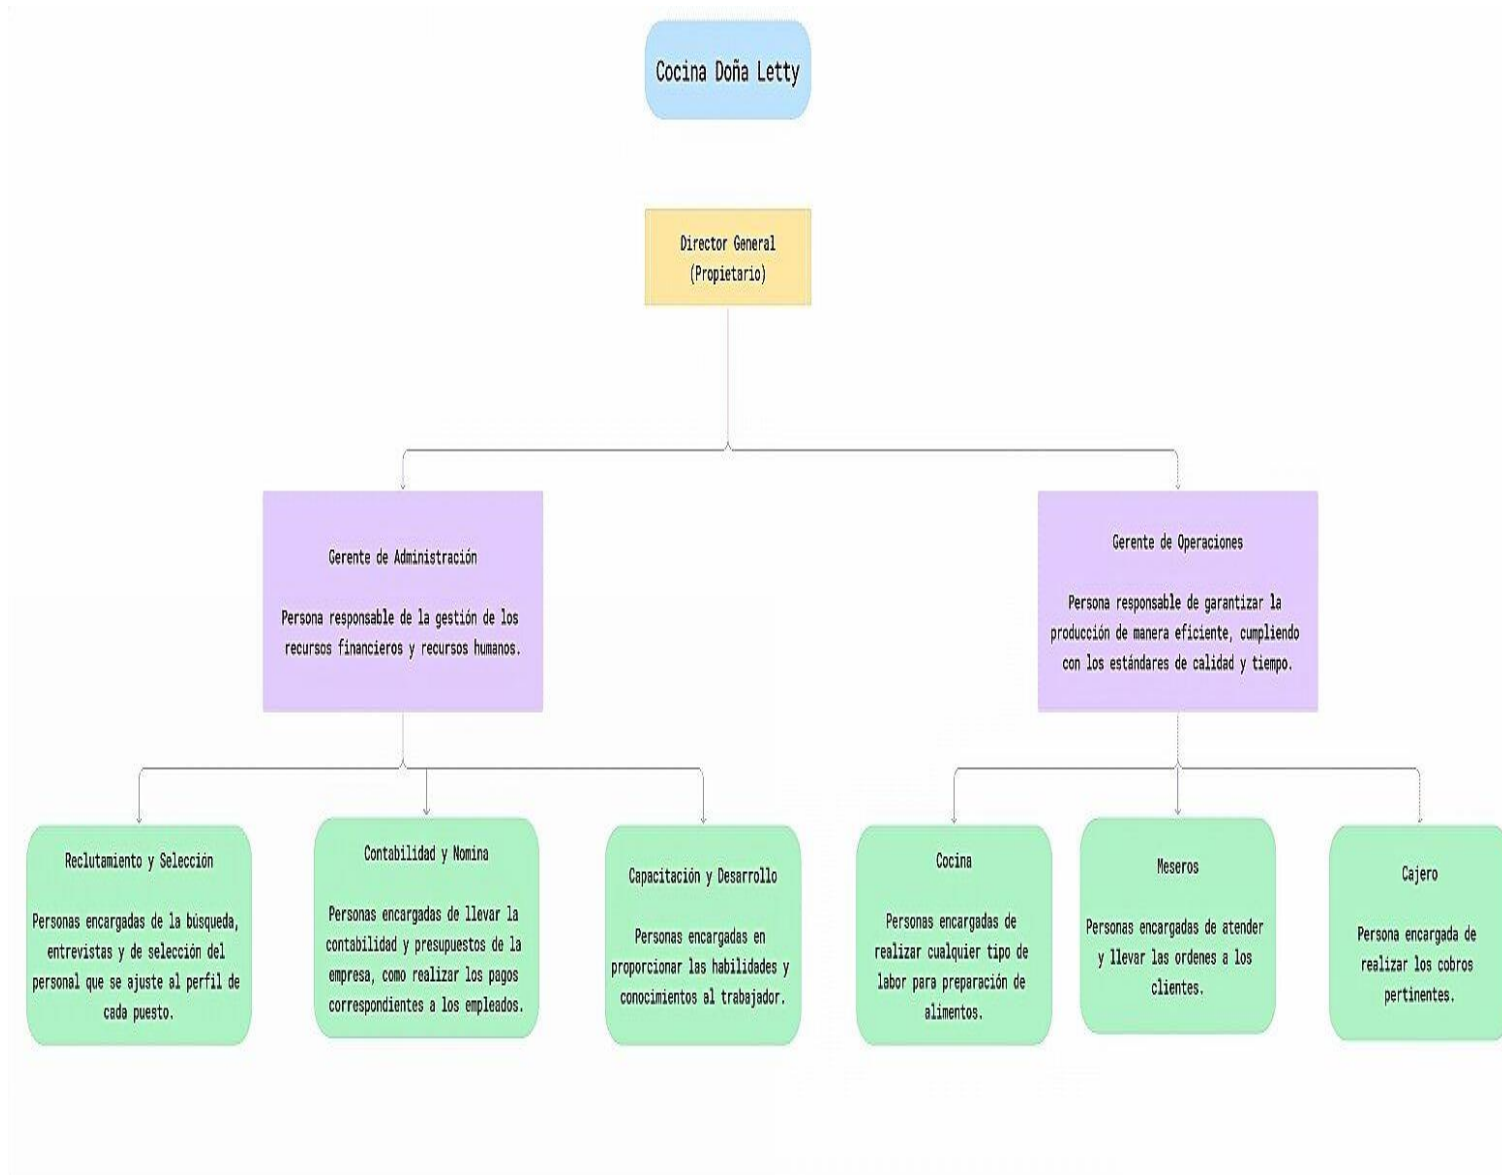 Cocina Doña Letty
Director General
(Propietario)
Gerente de Administración
Persona responsable de la gestión de los
recursos financieros y recursos humanos.
Gerente de Operaciones
Persona responsable de garantizar la
producción de manera eficiente, cumpliendo
con los estándares de calidad y tiempo.
Reclutamiento y Selección
Personas encargadas de la búsqueda,
entrevistas y de selección del
personal que se ajuste al perfil de
cada puesto.
Contabilidad y Nomina
Personas encargadas de llevar la
contabilidad y presupuestos de la
empresa, como realizar los pagos
correspondientes a los empleados.
Capacitación y Desarrollo
Personas encargadas en
proporcionar las habilidades y
conocimientos al trabajador.
Cocina
Personas encargadas de
realizar cualquier tipo de
labor para preparación de
alimentos.
Meseros
Personas encargadas de atender
y llevar las ordenes a los
clientes.
Cajero
Persona encargada de
realizar los cobros
pertinentes.